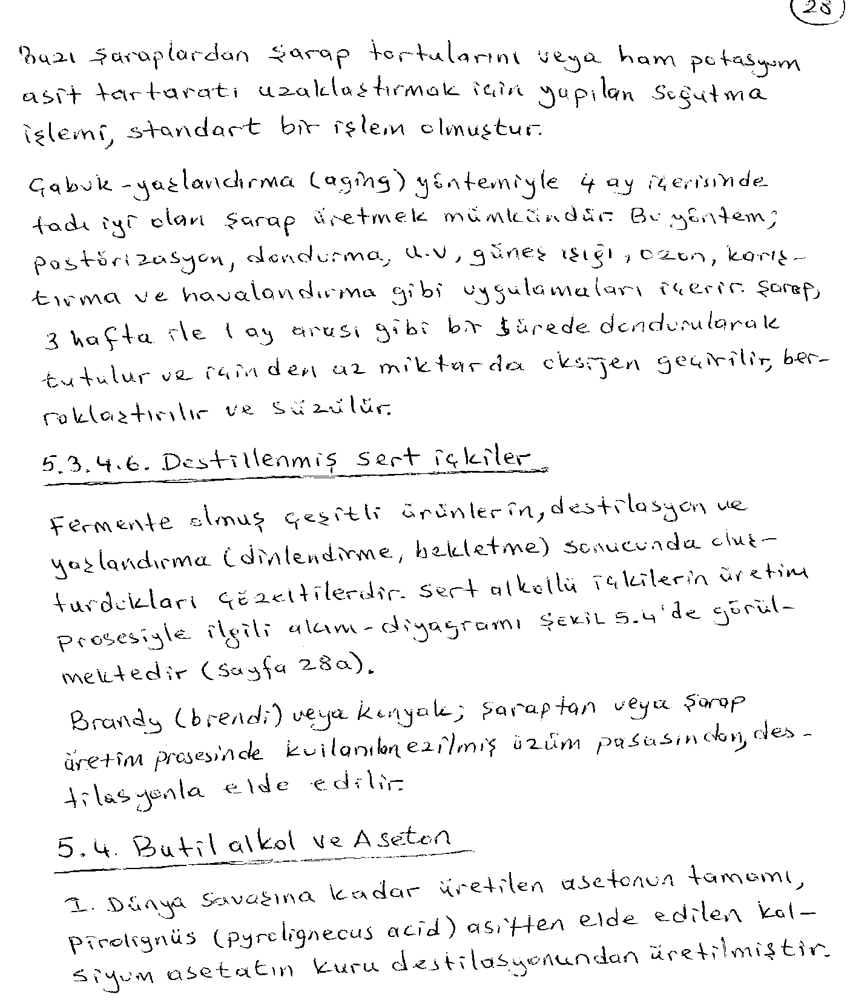 28
Bazı şaraplardan şarap tortularını veya ham potasyum
asit tartaratı uzaklaştırmak için yapılan soğutma
işlemi, standart bir işlem olmuştur.
Çabuk-yaşlandırma (aging) yöntemiyle 4 ay içerisinde
tadı iyi olan şarap üretmek mümkündür. Bu yöntem;
pastörizasyon, dondurma, U.V, güneş ışığı, ozon, karış-
tırma ve havalandırma gibi uygulamaları içerir. Şarap,
3 hafta ile 1 ay arası gibi bir sürede dondurularak
tutulur ve içinden az miktarda oksijen geçirilir, ber-
raklaştırılır ve süzülür.
5.3.4.6. Destillenmiş sert içkiler
Fermente olmuş çeşitli ürünlerin, destilasyon ve
yaşlandırma (dinlendirme, bekletme) sonucunda oluş-
turdukları çözeltilerdir. Sert alkollü içkilerin üretim
prosesiyle ilgili akım-diyagramı ŞEKİL 5.4'de görül-
mektedir (Sayfa 28a).
Brandy (brendi) veya kanyak; şaraptan veya şarap
üretim prosesinde kullanılan ezilmiş üzüm pasasından, des-
tilasyonla elde edilir.
5.4. Butil alkol ve Aseton
I. Dünya Savaşına kadar üretilen asetonun tamamı,
Pirolignüs (pyroligneous acid) asitten elde edilen kal-
siyum asetatın kuru destilasyonundan üretilmiştir.